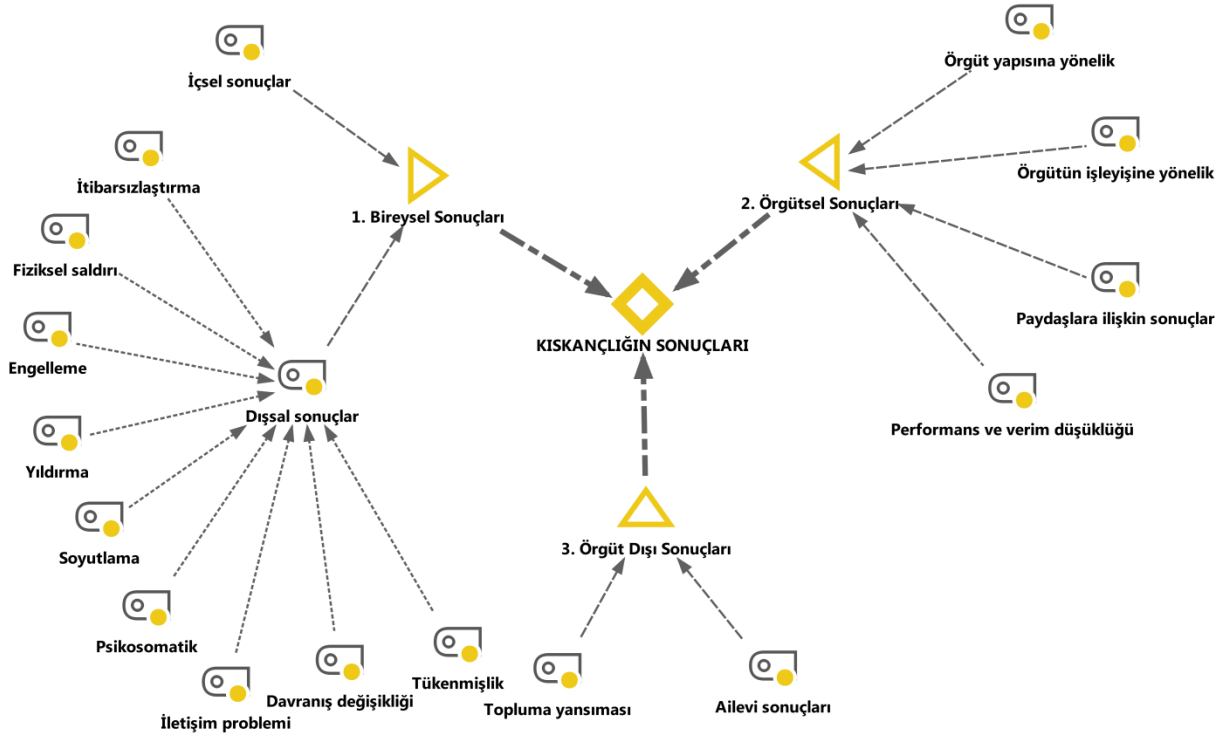 İçsel sonuçlar
Örgüt yapısına yönelik
İtibarsızlaştırma
Örgütün işleyişine yönelik
1. Bireysel Sonuçları
2. Örgütsel Sonuçları
Fiziksel saldırı
Paydaşlara ilişkin sonuçlar
KISKANÇLIĞIN SONUÇLARI
Engelleme
Dışsal sonuçlar
Performans ve verim düşüklüğü
Yıldırma
Soyutlama
3. Örgüt Dışı Sonuçları
Psikosomatik
Tükenmişlik
Davranış değişikliği
İletişim problemi
Topluma yansıması
Ailevi sonuçları